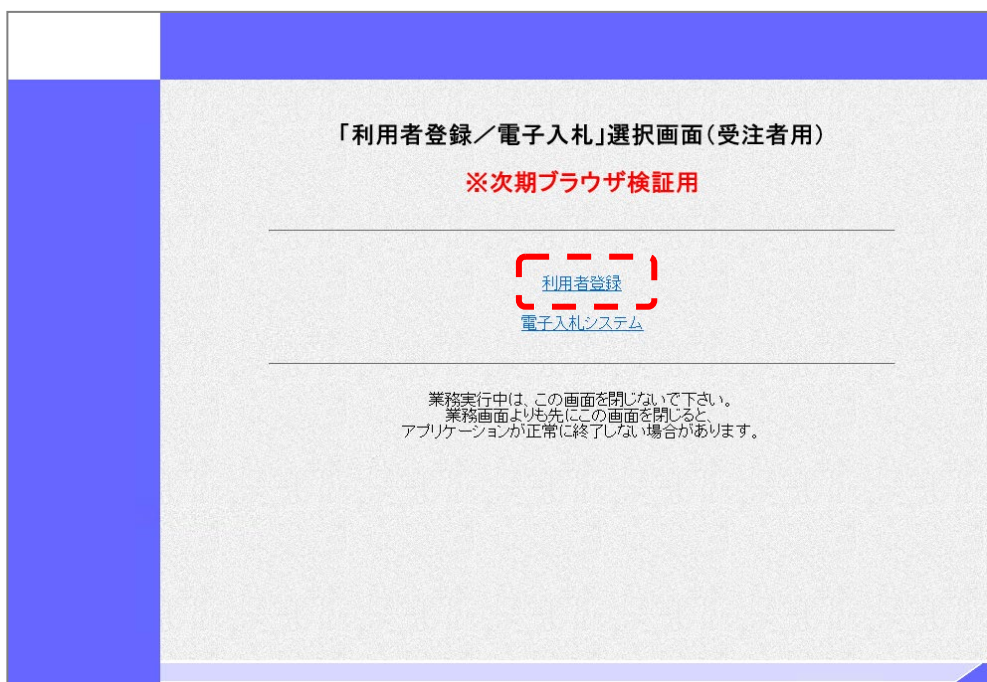 「利用者登録／電子入札」選択画面（受注者用）
※次期ブラウザ検証用
利用者登録
電子入札システム
業務実行中は、この画面を閉じないで下さい。
業務画面よりも先にこの画面を閉じると、
アプリケーションが正常に終了しない場合があります。